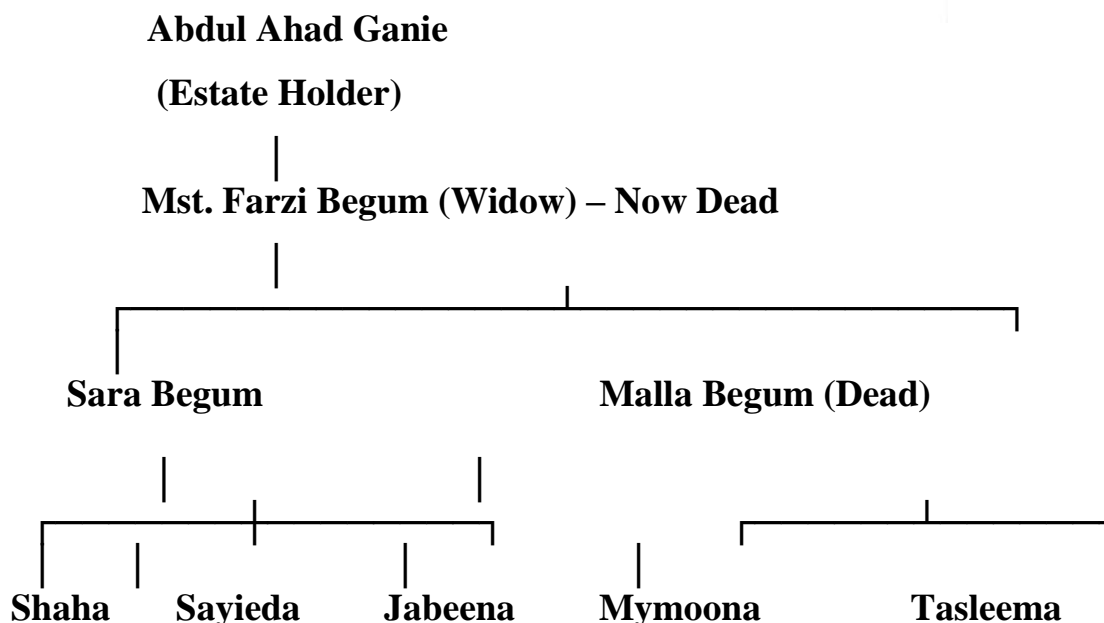 Abdul Ahad Ganie
(Estate Holder)
Mst. Farzi Begum (Widow) – Now Dead
Sara Begum Malla Begum (Dead)
Shaha Sayieda Jabeena Mymoona Tasleema